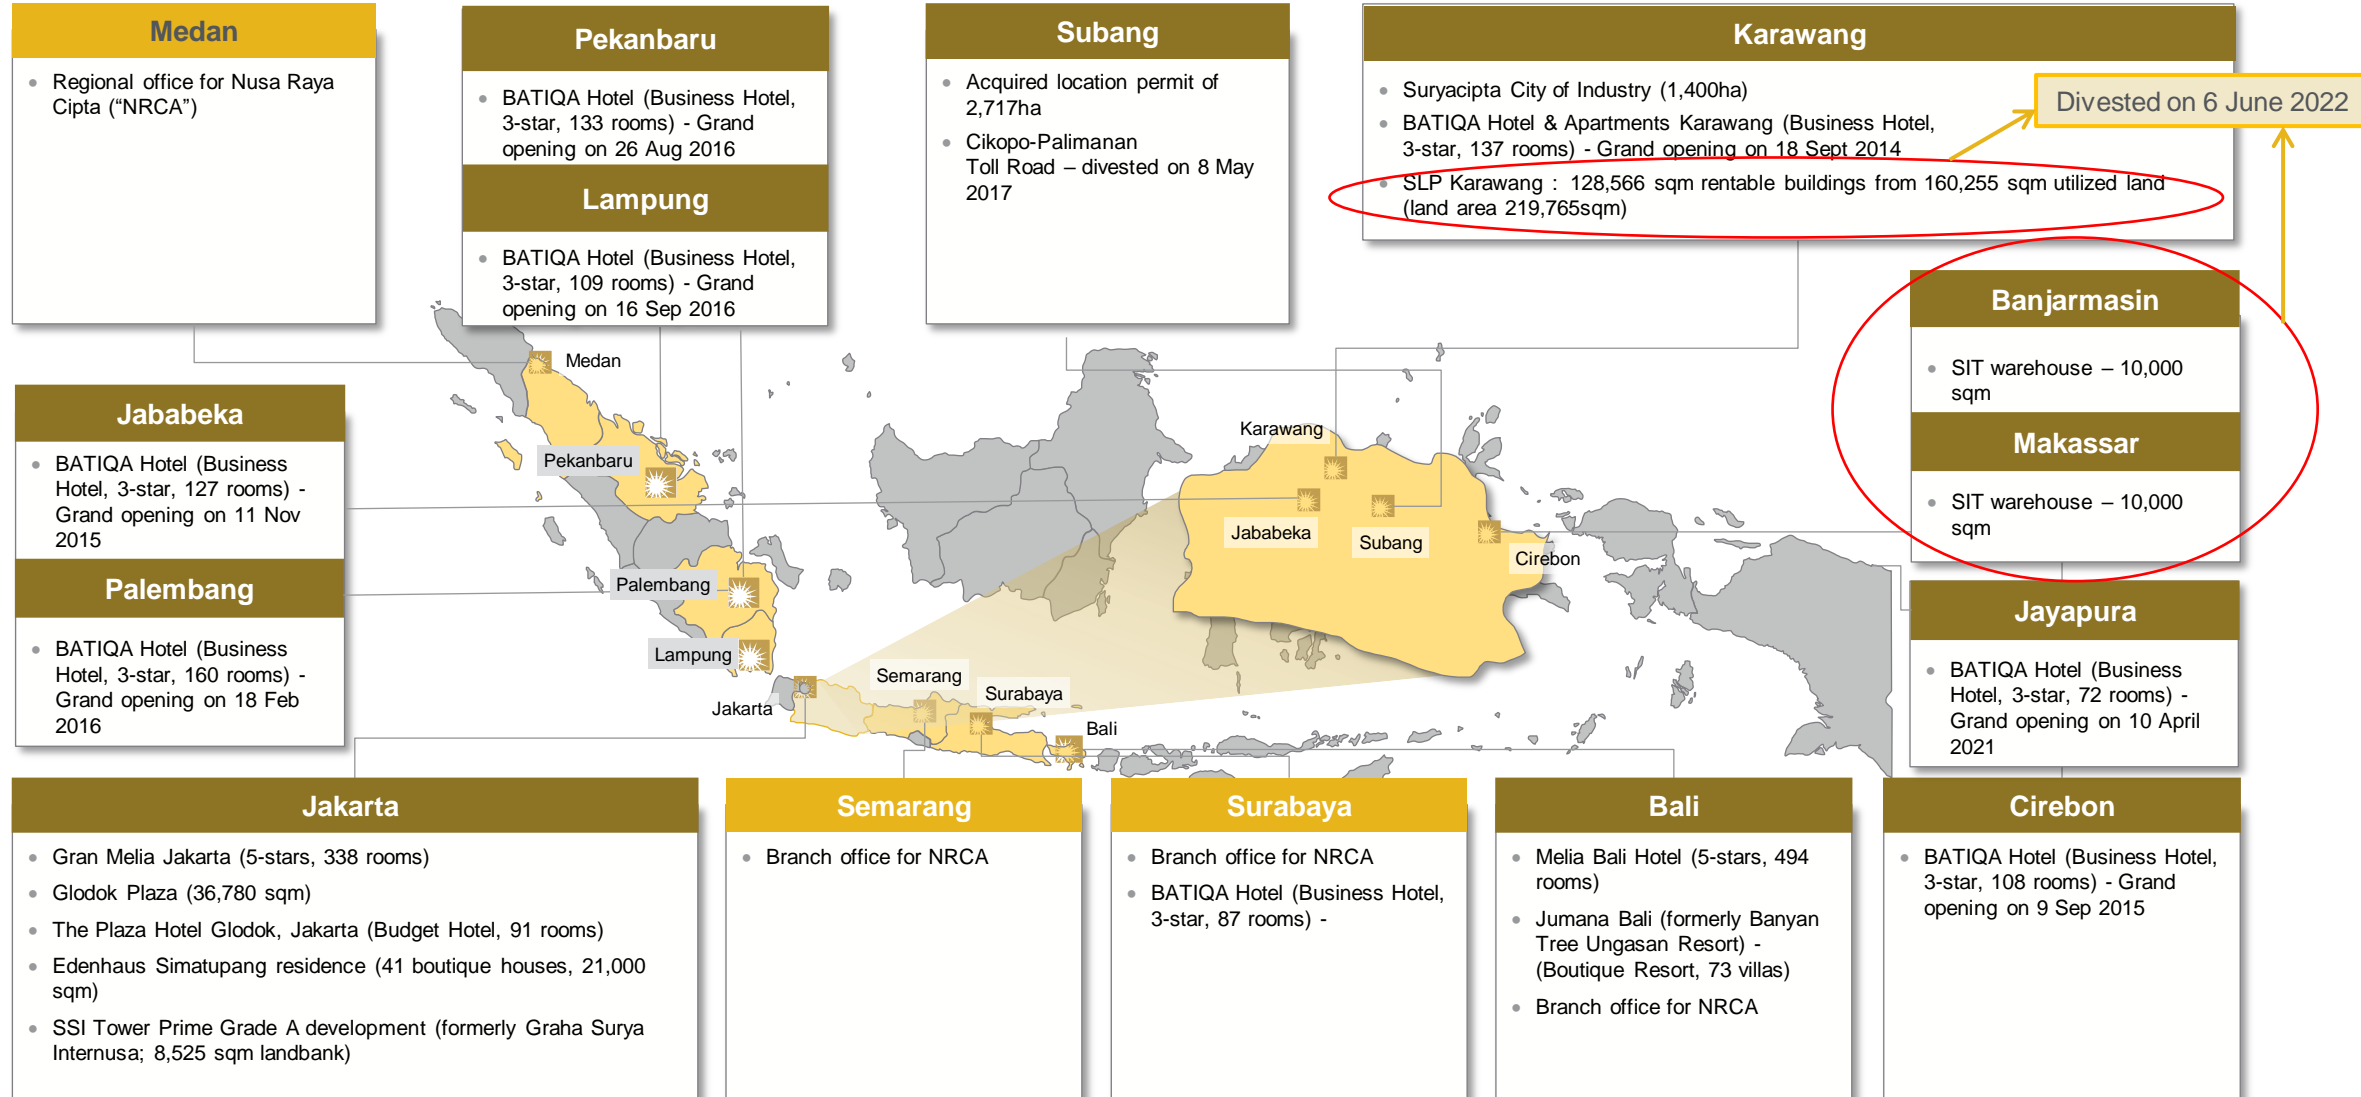 Medan
• Regional office for Nusa Raya
Cipta (“NRCA”)
Pekanbaru
• BATIQA Hotel (Business Hotel,
3-star, 133 rooms) - Grand
opening on 26 Aug 2016
Lampung
• BATIQA Hotel (Business Hotel,
3-star, 109 rooms) - Grand
opening on 16 Sep 2016
Subang
• Acquired location permit of
2,717ha
• Cikopo-Palimanan
Toll Road – divested on 8 May
2017
Karawang
• Suryacipta City of Industry (1,400ha)
• BATIQA Hotel & Apartments Karawang (Business Hotel,
3-star, 137 rooms) - Grand opening on 18 Sept 2014
• SLP Karawang : 128,566 sqm rentable buildings from 160,255 sqm utilized land
(land area 219,765sqm)
Divested on 6 June 2022
Banjarmasin
• SIT warehouse – 10,000
sqm
Makassar
• SIT warehouse – 10,000
sqm
Jababeka
• BATIQA Hotel (Business
Hotel, 3-star, 127 rooms) -
Grand opening on 11 Nov
2015
Palembang
• BATIQA Hotel (Business
Hotel, 3-star, 160 rooms) -
Grand opening on 18 Feb
2016
Medan
Pekanbaru
Palembang
Lampung
Jakarta
Semarang
Surabaya
Bali
Karawang
Jababeka
Subang
Cirebon
Jayapura
• BATIQA Hotel (Business
Hotel, 3-star, 72 rooms) -
Grand opening on 10 April
2021
Jakarta
• Gran Melia Jakarta (5-stars, 338 rooms)
• Glodok Plaza (36,780 sqm)
• The Plaza Hotel Glodok, Jakarta (Budget Hotel, 91 rooms)
• Edenhaus Simatupang residence (41 boutique houses, 21,000
sqm)
• SSI Tower Prime Grade A development (formerly Graha Surya
Internusa; 8,525 sqm landbank)
Semarang
• Branch office for NRCA
Surabaya
• Branch office for NRCA
• BATIQA Hotel (Business Hotel,
3-star, 87 rooms) -
Bali
• Melia Bali Hotel (5-stars, 494
rooms)
• Jumana Bali (formerly Banyan
Tree Ungasan Resort) -
(Boutique Resort, 73 villas)
• Branch office for NRCA
Cirebon
• BATIQA Hotel (Business Hotel,
3-star, 108 rooms) - Grand
opening on 9 Sep 2015